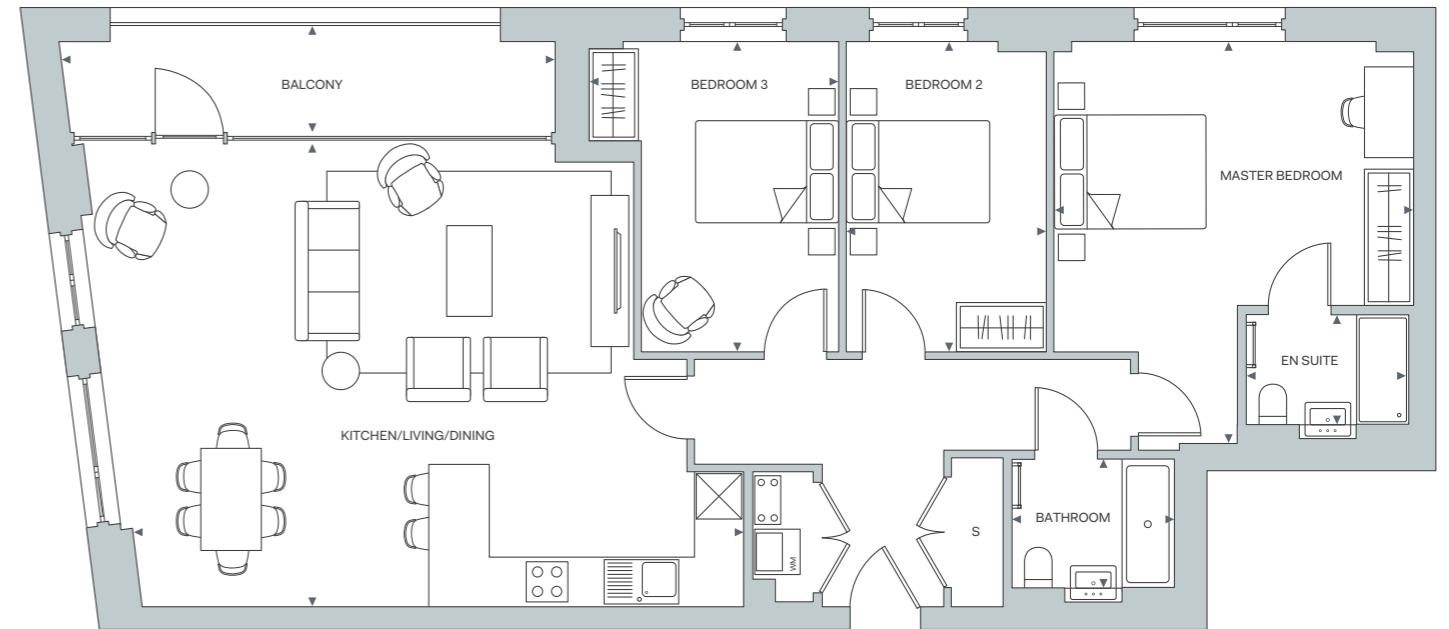 BALCONY
BEDROOM 3
BEDROOM 2
MASTER BEDROOM
EN SUITE
KITCHEN/LIVING/DINING
BATHROOM
S
WM